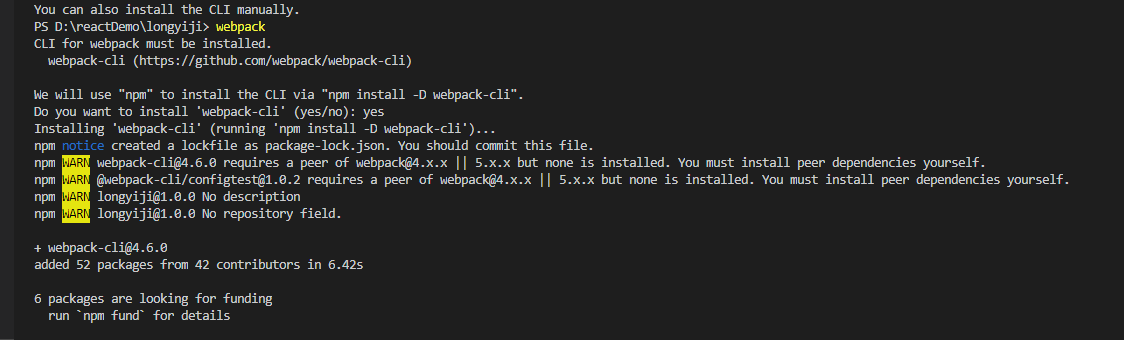 You can also install the CLI manually.
PS D:\reactDemo\longyiji> webpack
CLI for webpack must be installed.
  webpack-cli (https://github.com/webpack/webpack-cli)

We will use "npm" to install the CLI via "npm install -D webpack-cli".
Do you want to install 'webpack-cli' (yes/no): yes
Installing 'webpack-cli' (running 'npm install -D webpack-cli')...
npm notice created a lockfile as package-lock.json. You should commit this file.
npm WARN webpack-cli@4.6.0 requires a peer of webpack@4.x.x || 5.x.x but none is installed. You must install peer dependencies yourself.
npm WARN @webpack-cli/configtest@1.0.2 requires a peer of webpack@4.x.x || 5.x.x but none is installed. You must install peer dependencies yourself.
npm WARN longyiji@1.0.0 No description
npm WARN longyiji@1.0.0 No repository field.

+ webpack-cli@4.6.0
added 52 packages from 42 contributors in 6.42s

6 packages are looking for funding
  run `npm fund` for details